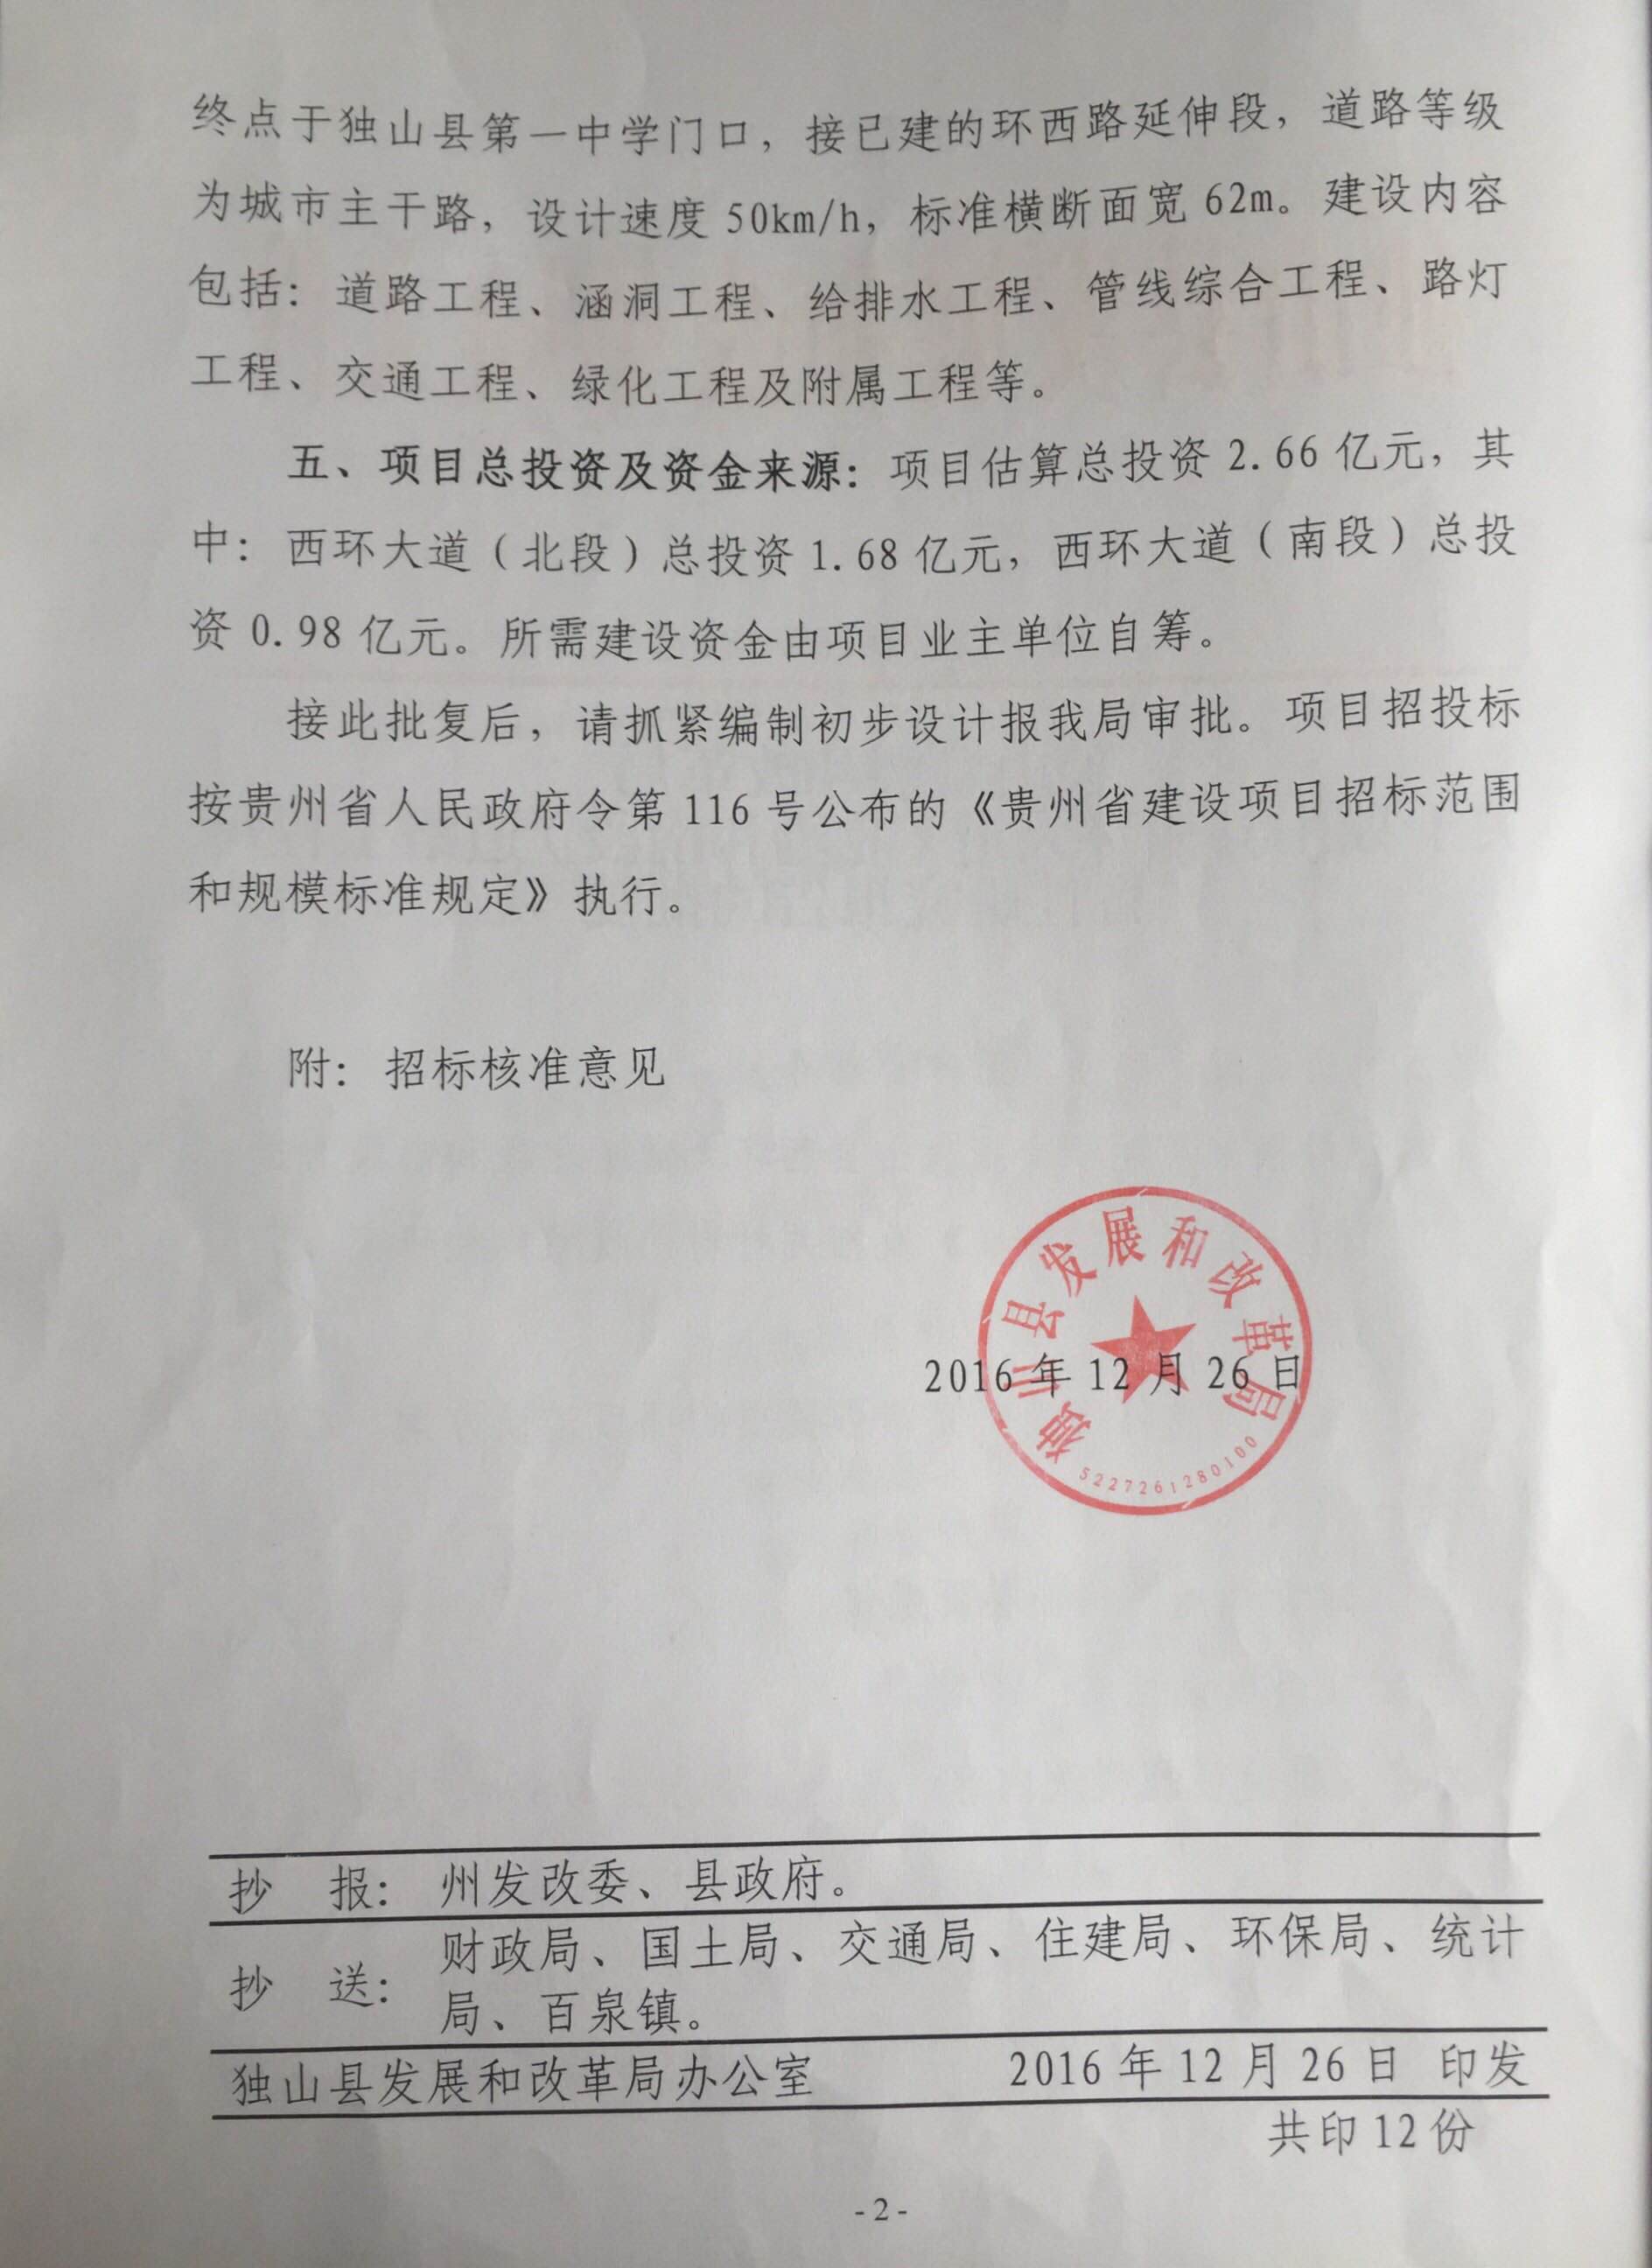 终点于独山县第一中学门口，接已建的环西路延伸段，道路等级
为城市主干路，设计速度 50km/h，标准横断面宽 62m。建设内容
包括：道路工程、涵洞工程、给排水工程、管线综合工程、路灯
工程、交通工程、绿化工程及附属工程等。
五、项目总投资及资金来源：项目估算总投资 2.66 亿元，其
中：西环大道（北段）总投资 1.68 亿元，西环大道（南段）总投
资 0.98 亿元。所需建设资金由项目业主单位自筹。
接此批复后，请抓紧编制初步设计报我局审批。项目招投标
按贵州省人民政府令第 116 号公布的《贵州省建设项目招标范围
和规模标准规定》执行。
附：招标核准意见
独山县发展和改革局
2016 年 12 月 26 日
5227261280100
抄　报：州发改委、县政府。
抄　送：财政局、国土局、交通局、住建局、环保局、统计
局、百泉镇。
独山县发展和改革局办公室　2016 年 12 月 26 日 印发
共印 12 份
- 2 -